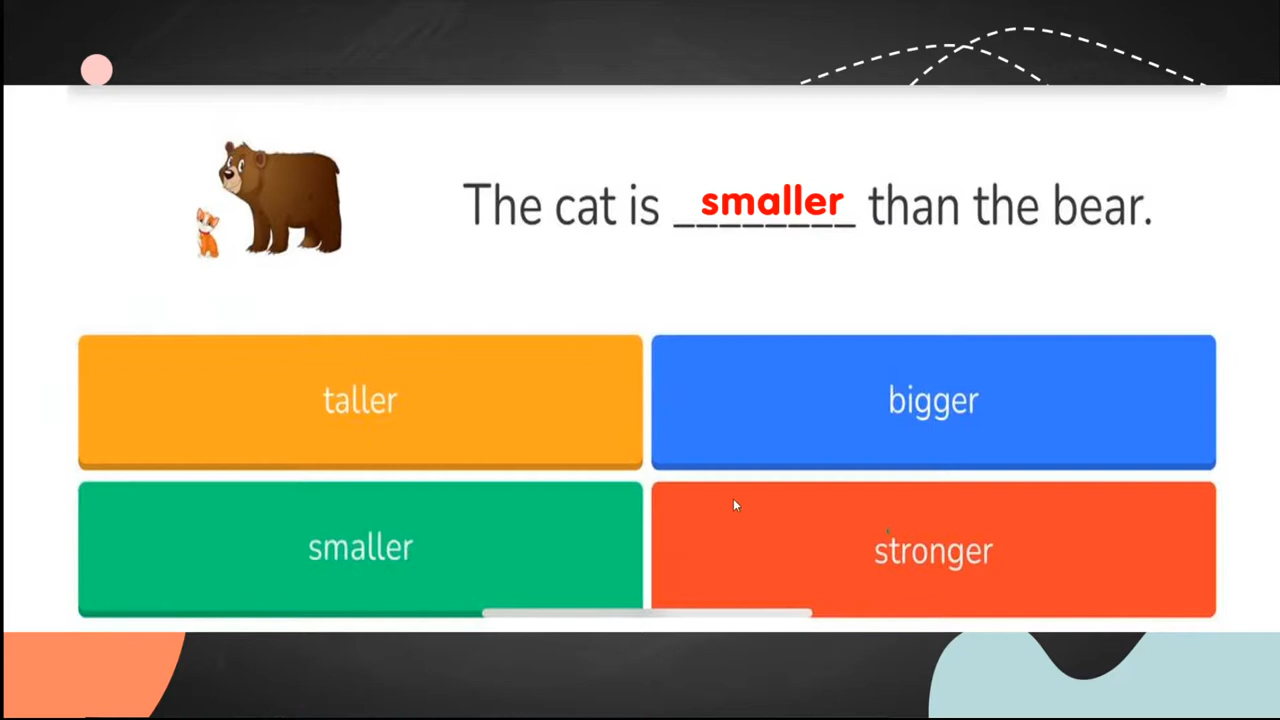 The cat is smaller than the bear.
taller
bigger
smaller
stronger